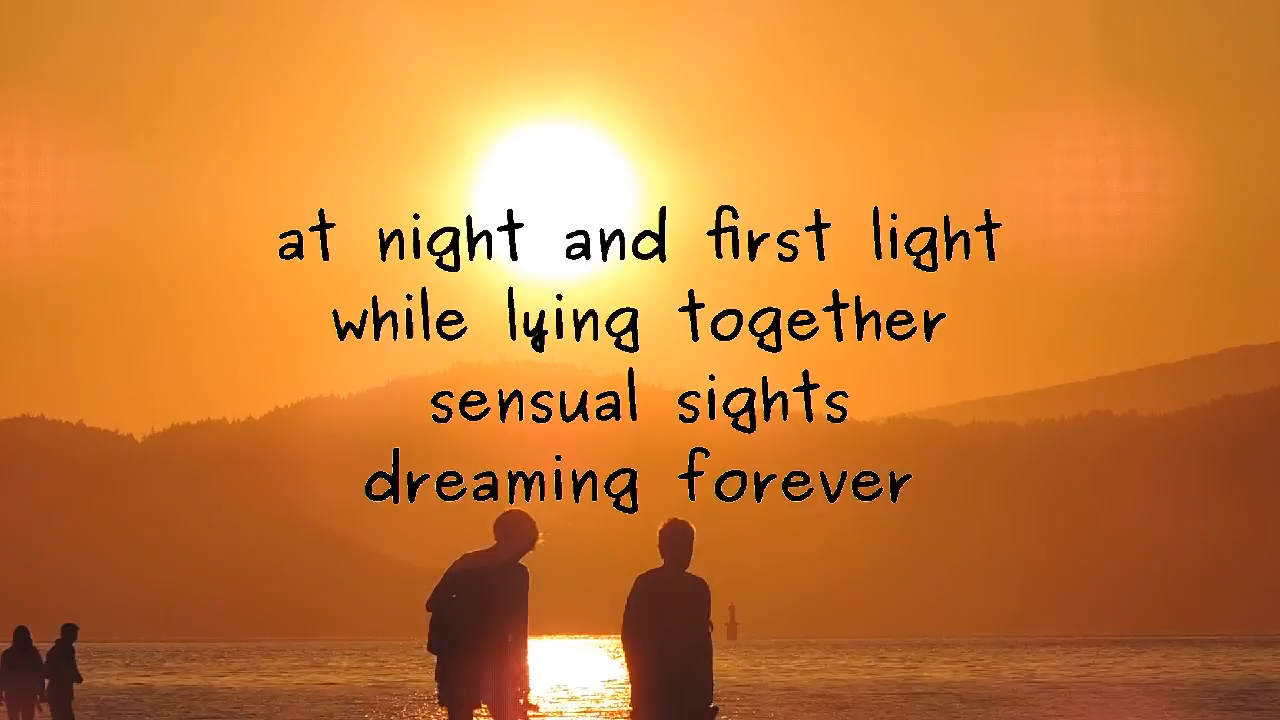 at night and first light
while lying together
sensual sights
dreaming forever